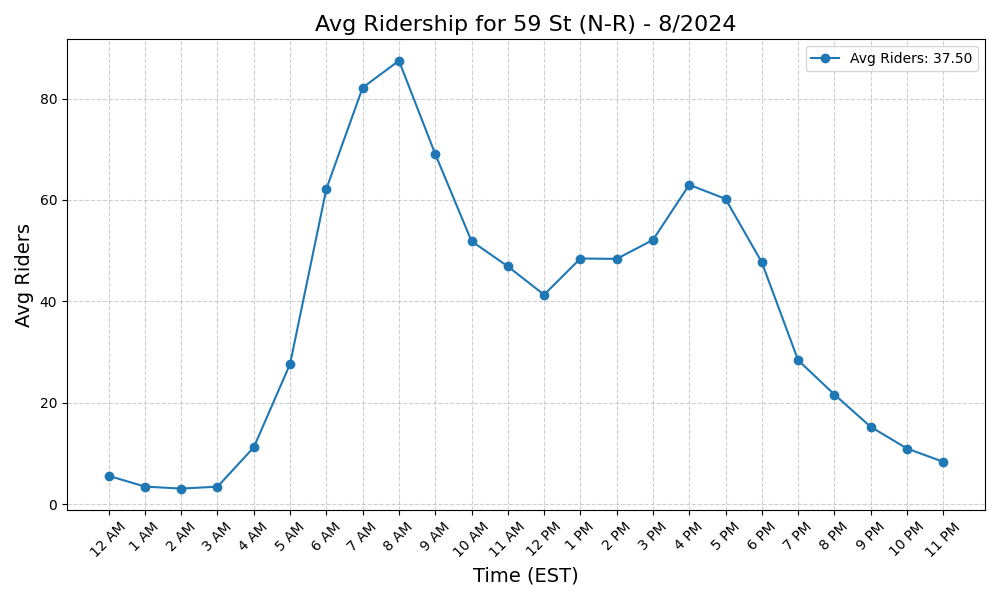 Avg Ridership for 59 St (N-R) - 8/2024
Avg Riders: 37.50
Avg Riders
80
60
40
20
0
12 AM
1 AM
2 AM
3 AM
4 AM
5 AM
6 AM
7 AM
8 AM
9 AM
10 AM
11 AM
12 PM
1 PM
2 PM
3 PM
4 PM
5 PM
6 PM
7 PM
8 PM
9 PM
10 PM
11 PM
Time (EST)